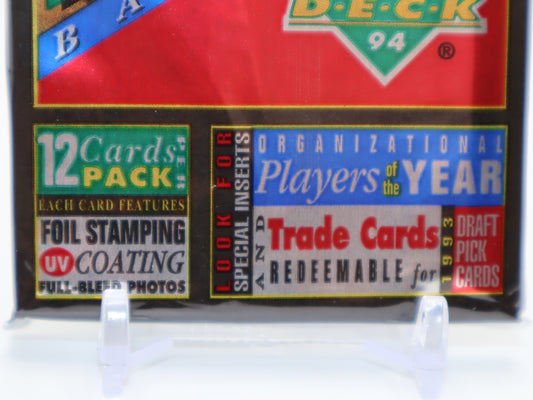 D·E·C·K
94
®
B A
12 Cards PER PACK
EACH CARD FEATURES
FOIL STAMPING
UV COATING
FULL-BLEED PHOTOS
LOOK FOR
SPECIAL INSERTS
ORGANIZATIONAL
Players of the YEAR
AND
Trade Cards
REDEEMABLE for
1993
DRAFT
PICK
CARDS